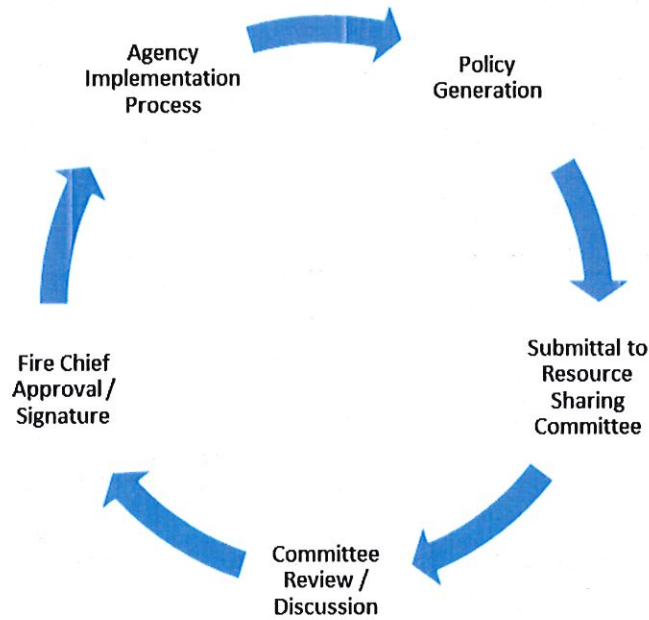 Agency
Implementation
Process
Policy
Generation
Submittal to
Resource
Sharing
Committee
Committee
Review /
Discussion
Fire Chief
Approval /
Signature